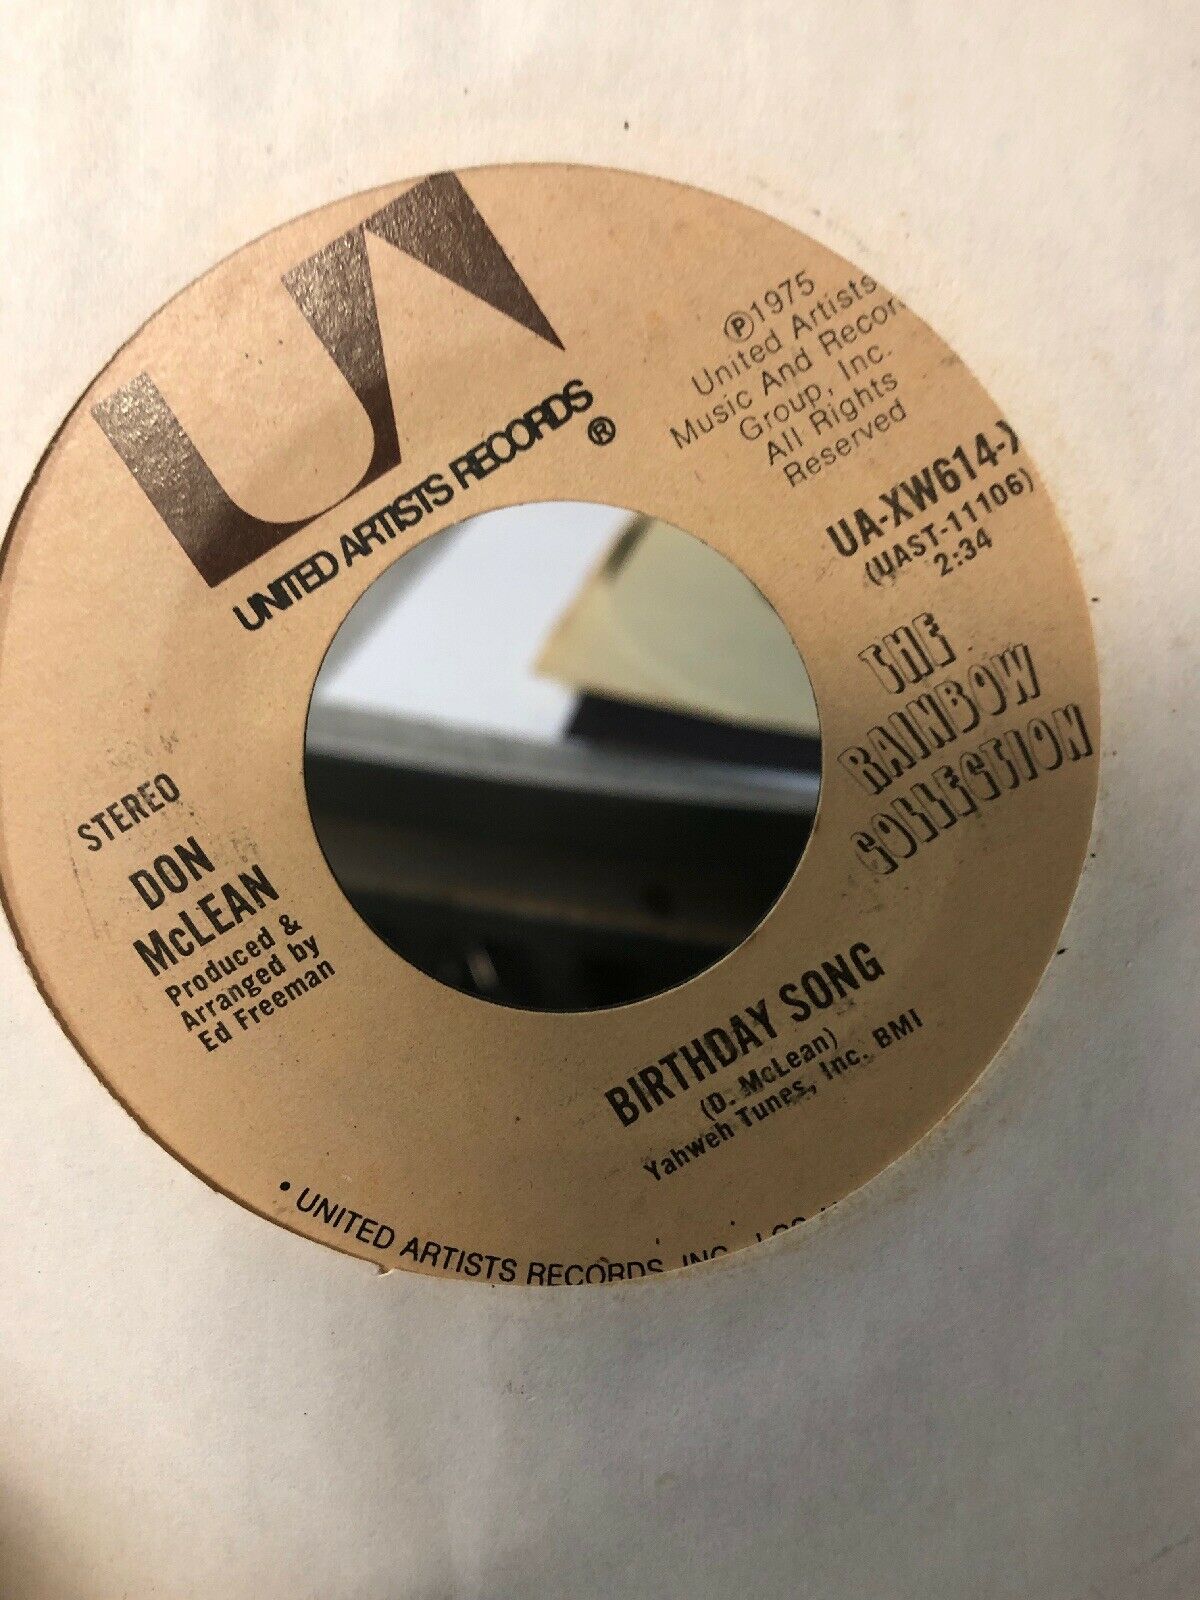 UA
UNITED ARTISTS RECORDS
®
℗1975
United Artists
Music And Recor
Group, Inc.
All Rights
Reserved
UA-XW614-X
(UAST-11106)
2:34
THE
RAINBOW
COLLECTION
STEREO
DON
McLEAN
Produced &
Arranged by
Ed Freeman
BIRTHDAY SONG
(D. McLean)
Yahweh Tunes, Inc. BMI
• UNITED ARTISTS RECORDS, INC., LOS